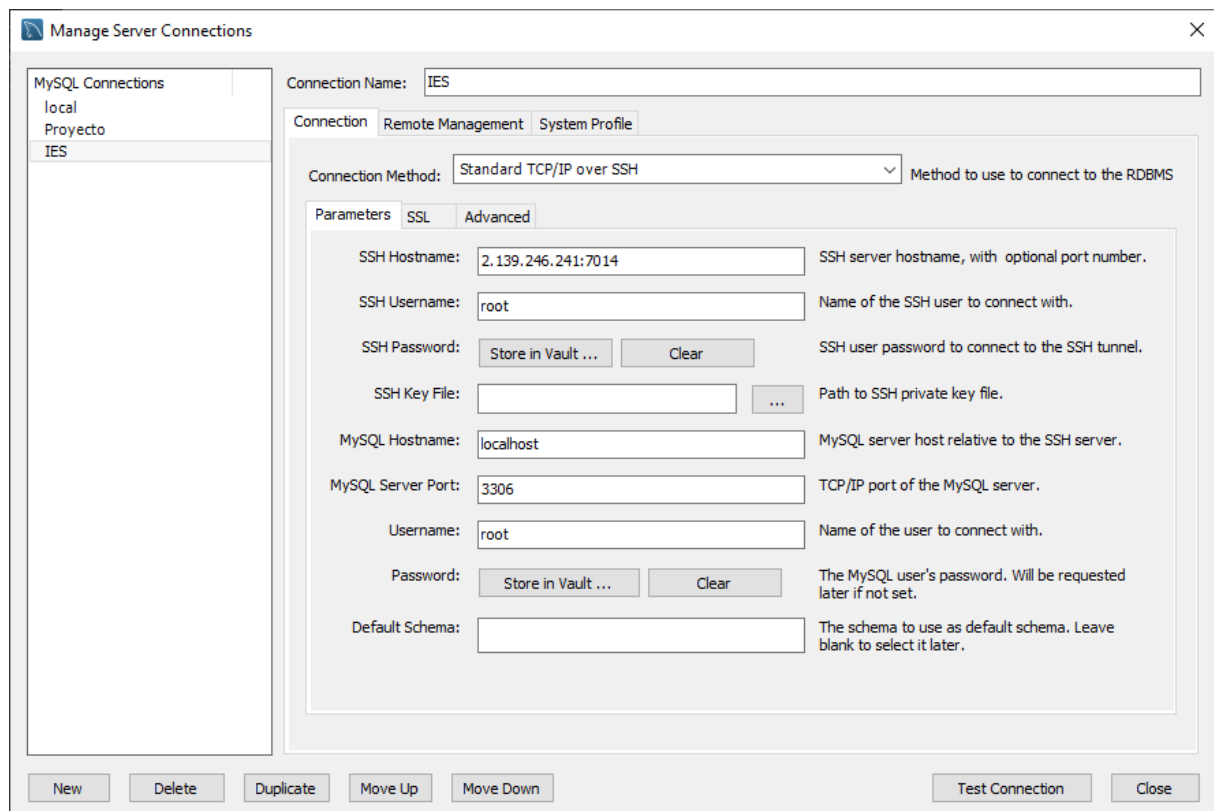 Manage Server Connections
MySQL Connections
local
Proyecto
IES
Connection Name: IES
Connection Remote Management System Profile
Connection Method: Standard TCP/IP over SSH Method to use to connect to the RDBMS
Parameters SSL Advanced
SSH Hostname: 2.139.246.241:7014 SSH server hostname, with optional port number.
SSH Username: root Name of the SSH user to connect with.
SSH Password: Store in Vault ... Clear SSH user password to connect to the SSH tunnel.
SSH Key File: ... Path to SSH private key file.
MySQL Hostname: localhost MySQL server host relative to the SSH server.
MySQL Server Port: 3306 TCP/IP port of the MySQL server.
Username: root Name of the user to connect with.
Password: Store in Vault ... Clear The MySQL user's password. Will be requested
later if not set.
Default Schema: The schema to use as default schema. Leave
blank to select it later.
New Delete Duplicate Move Up Move Down Test Connection Close